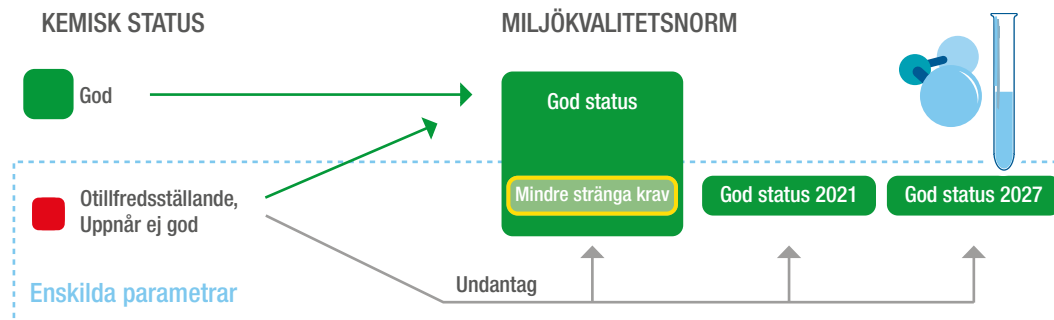 KEMISK STATUS
MILJÖKVALITETSNORM
God
God status
Otillfredsställande,
Uppnår ej god
Mindre stränga krav
God status 2021
God status 2027
Undantag
Enskilda parametrar